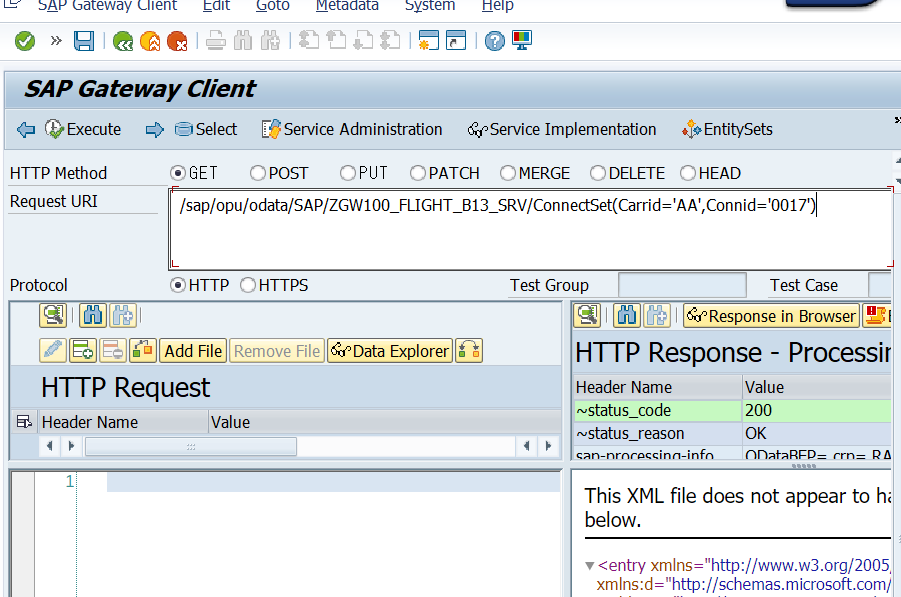 SAP Gateway Client Edit Goto Metadata System Help
SAP Gateway Client
Execute Select Service Administration Service Implementation EntitySets
HTTP Method GET POST PUT PATCH MERGE DELETE HEAD
Request URI /sap/opu/odata/SAP/ZGW100_FLIGHT_B13_SRV/ConnectSet(Carrid='AA',Connid='0017')
Protocol HTTP HTTPS Test Group Test Case
Response in Browser
Add File Remove File Data Explorer
HTTP Response - Processin
HTTP Request
Header Name Value
~status_code 200
Header Name Value
~status_reason OK
sap-processing-info ODataBEP= crp= RA
1
This XML file does not appear to ha
below.
<entry xmlns="http://www.w3.org/2005/
xmlns:d="http://schemas.microsoft.com/